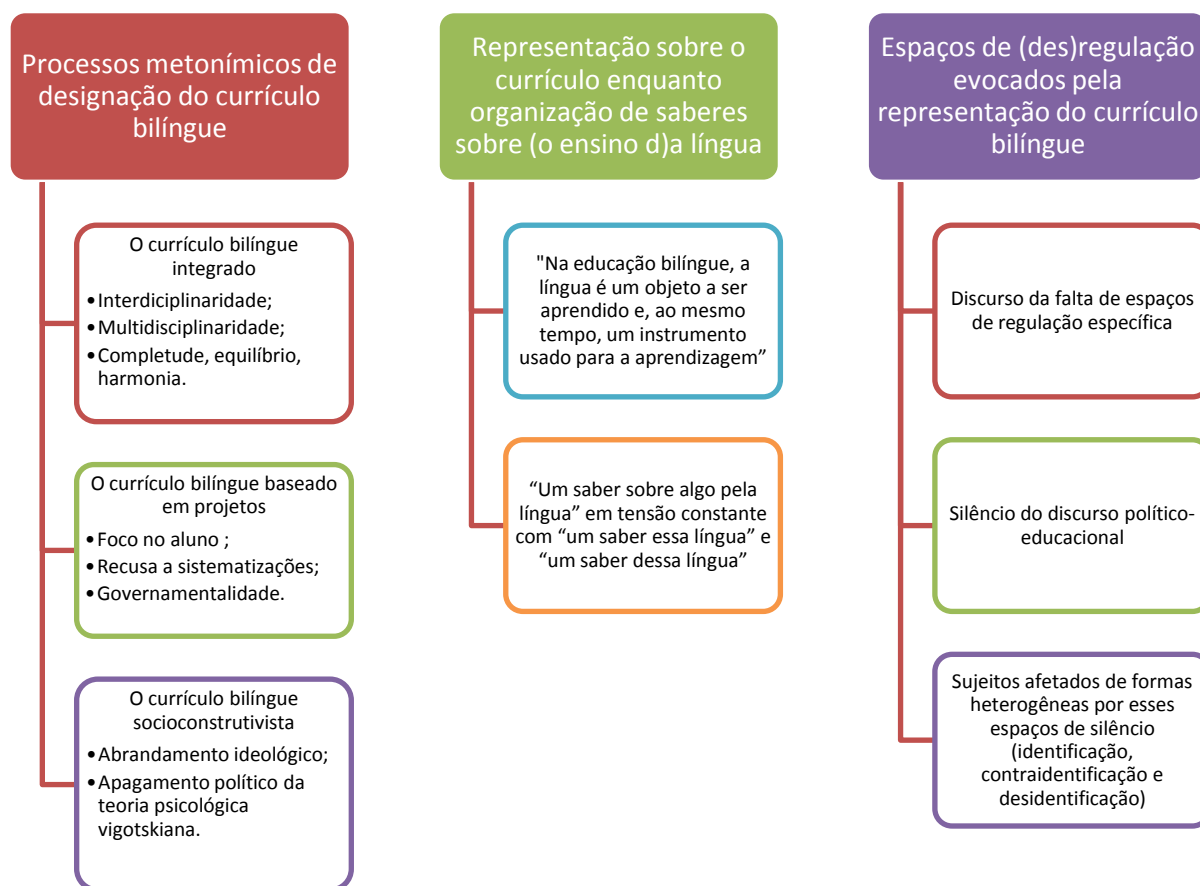 Processos metonímicos de
designação do currículo
bilíngue
O currículo bilíngue
integrado
•Interdiciplinaridade;
•Multidisciplinaridade;
•Completude, equilíbrio,
harmonia.
O currículo bilíngue baseado
em projetos
•Foco no aluno ;
•Recusa a sistematizações;
•Governamentalidade.
O currículo bilíngue
socioconstrutivista
•Abrandamento ideológico;
•Apagamento político da
teoria psicológica
vigotskiana.
Representação sobre o
currículo enquanto
organização de saberes
sobre (o ensino d)a língua
"Na educação bilíngue, a
língua é um objeto a ser
aprendido e, ao mesmo
tempo, um instrumento
usado para a aprendizagem”
“Um saber sobre algo pela
língua” em tensão constante
com “um saber essa língua” e
“um saber dessa língua”
Espaços de (des)regulação
evocados pela
representação do currículo
bilíngue
Discurso da falta de espaços
de regulação específica
Silêncio do discurso político-
educacional
Sujeitos afetados de formas
heterogêneas por esses
espaços de silêncio
(identificação,
contraidentificação e
desidentificação)